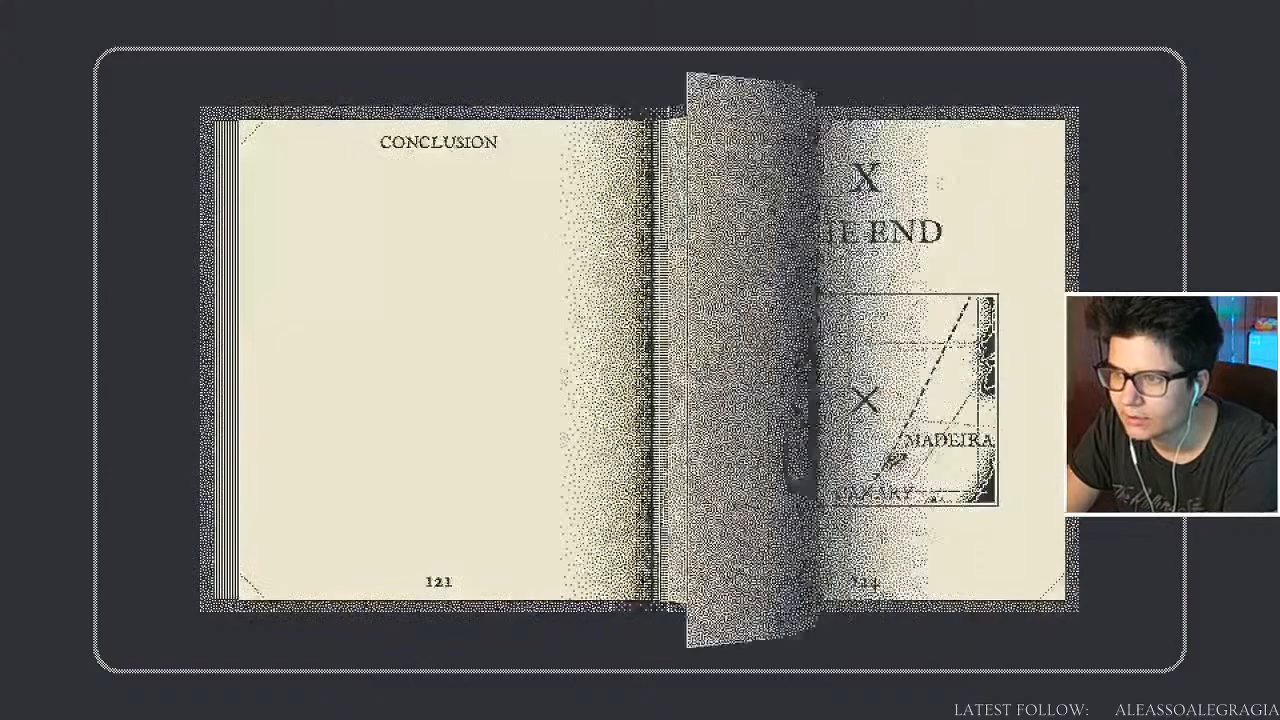 CONCLUSION
121
X
HE END
MADEIRA
LATEST FOLLOW: ALEASSOALEGRAGIA